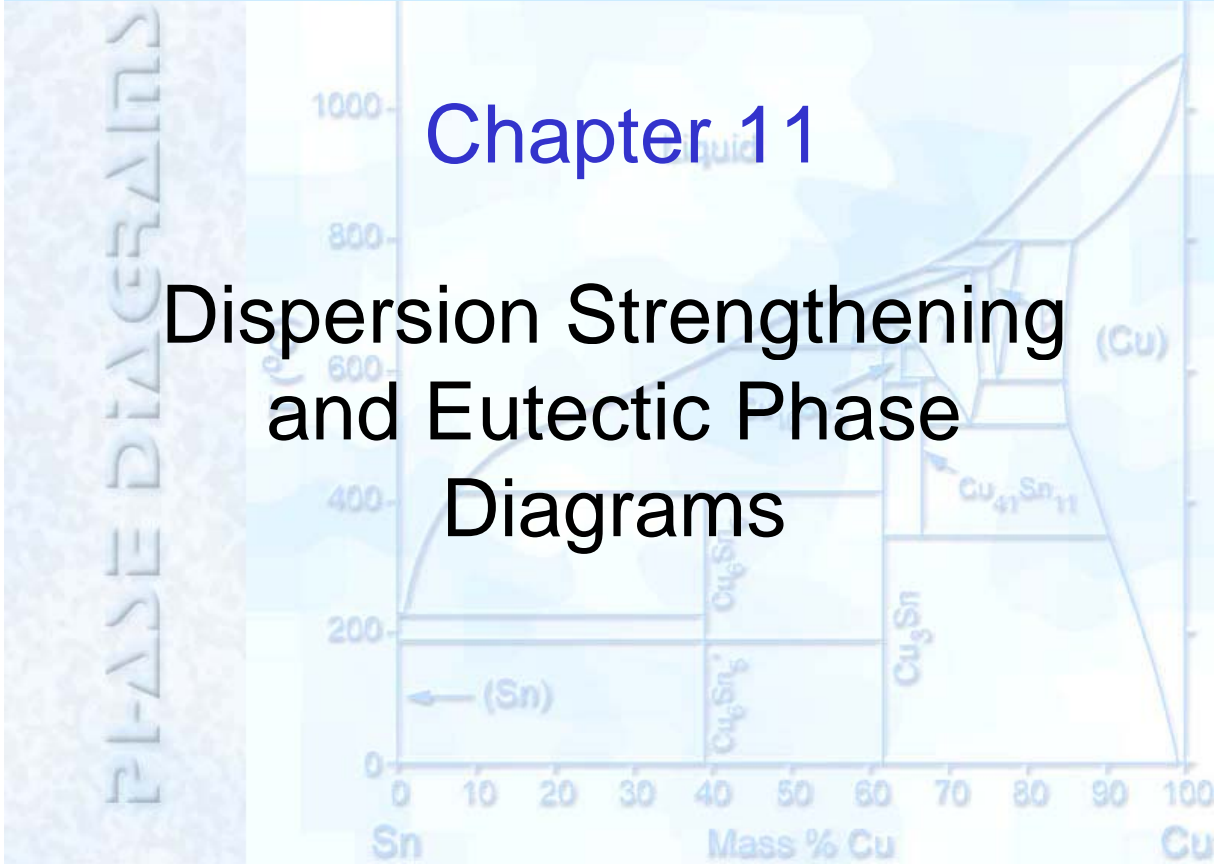 PHASE DIAGRAMS
Chapter 11
Dispersion Strengthening
and Eutectic Phase
Diagrams
1000
Liquid
800
600
400
200
0
(Cu)
Cu41Sn11
Cu6Sn5
Cu3Sn
(Sn)
Cu6Sn5'
0 10 20 30 40 50 60 70 80 90 100
Sn Mass % Cu Cu